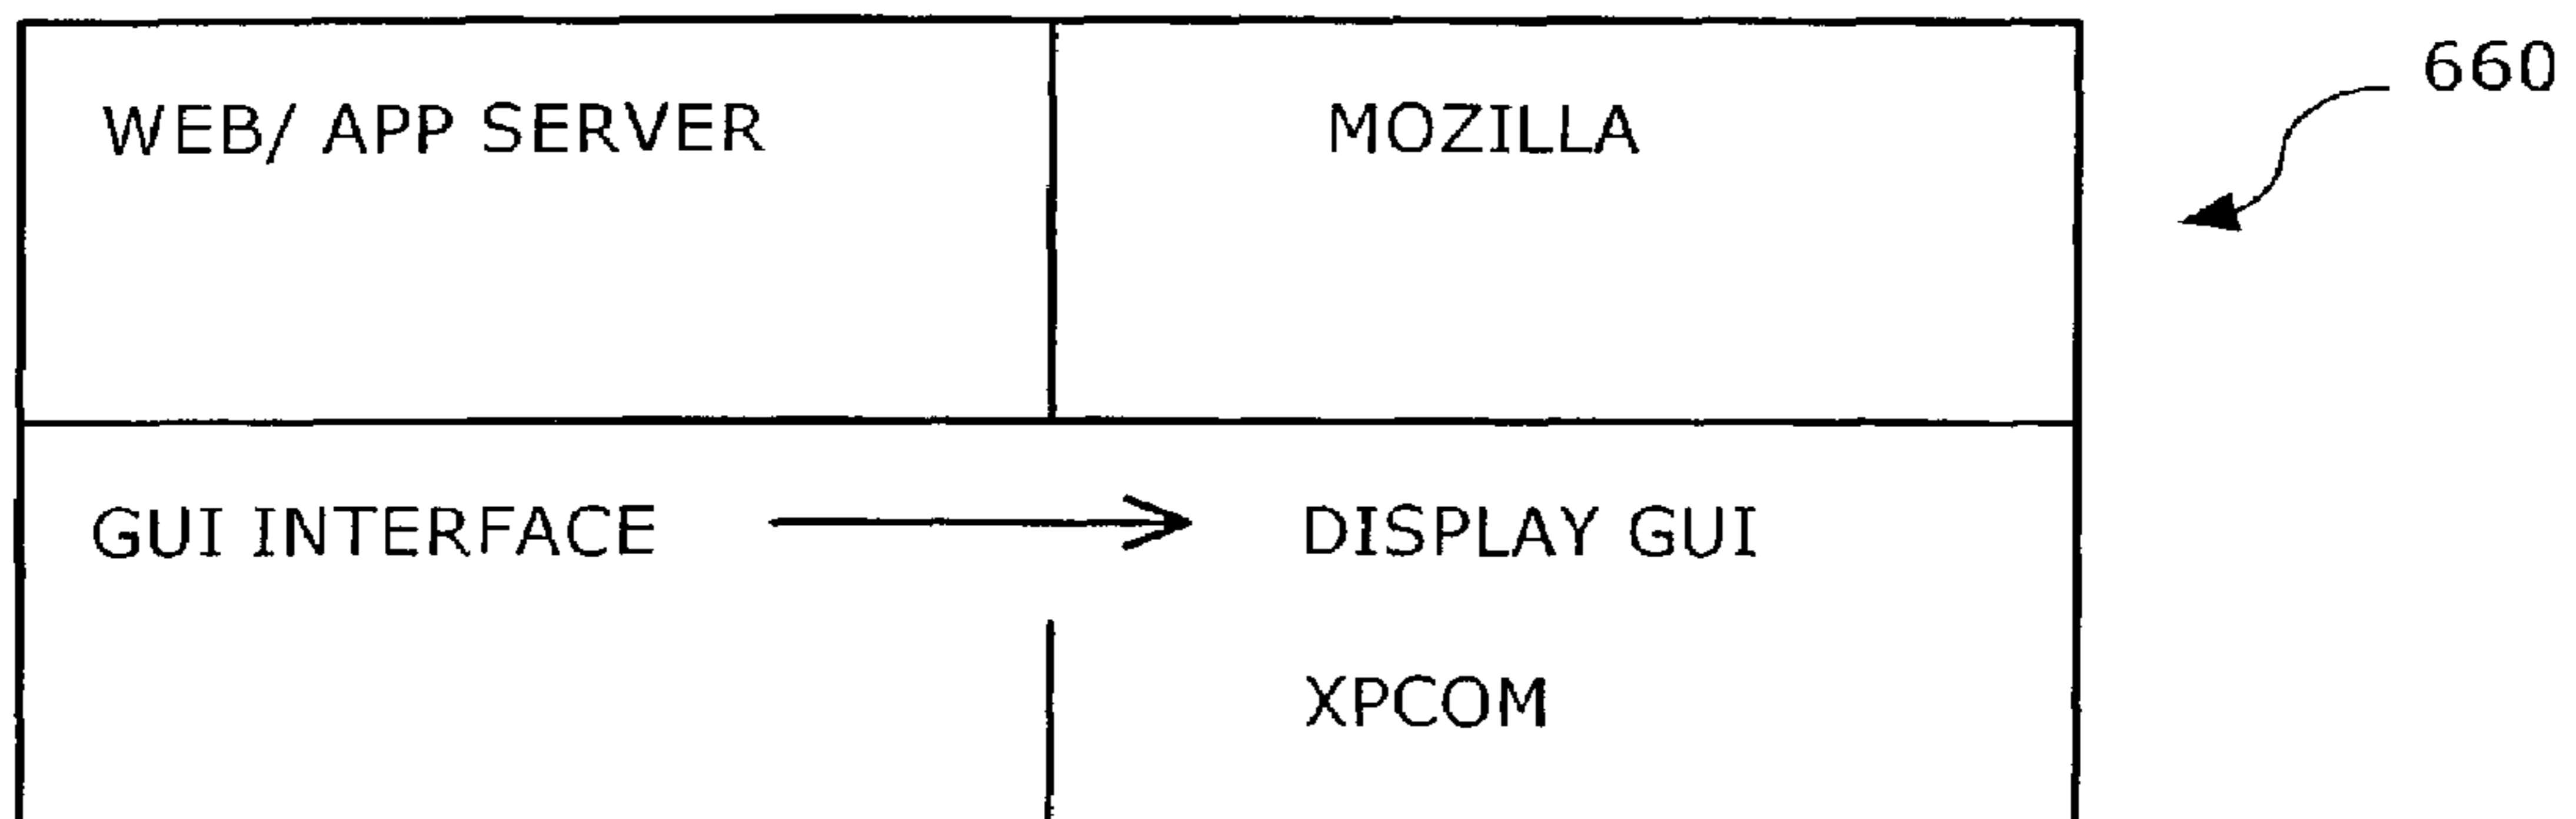 WEB/ APP SERVER
MOZILLA
660
GUI INTERFACE
DISPLAY GUI
XPCOM